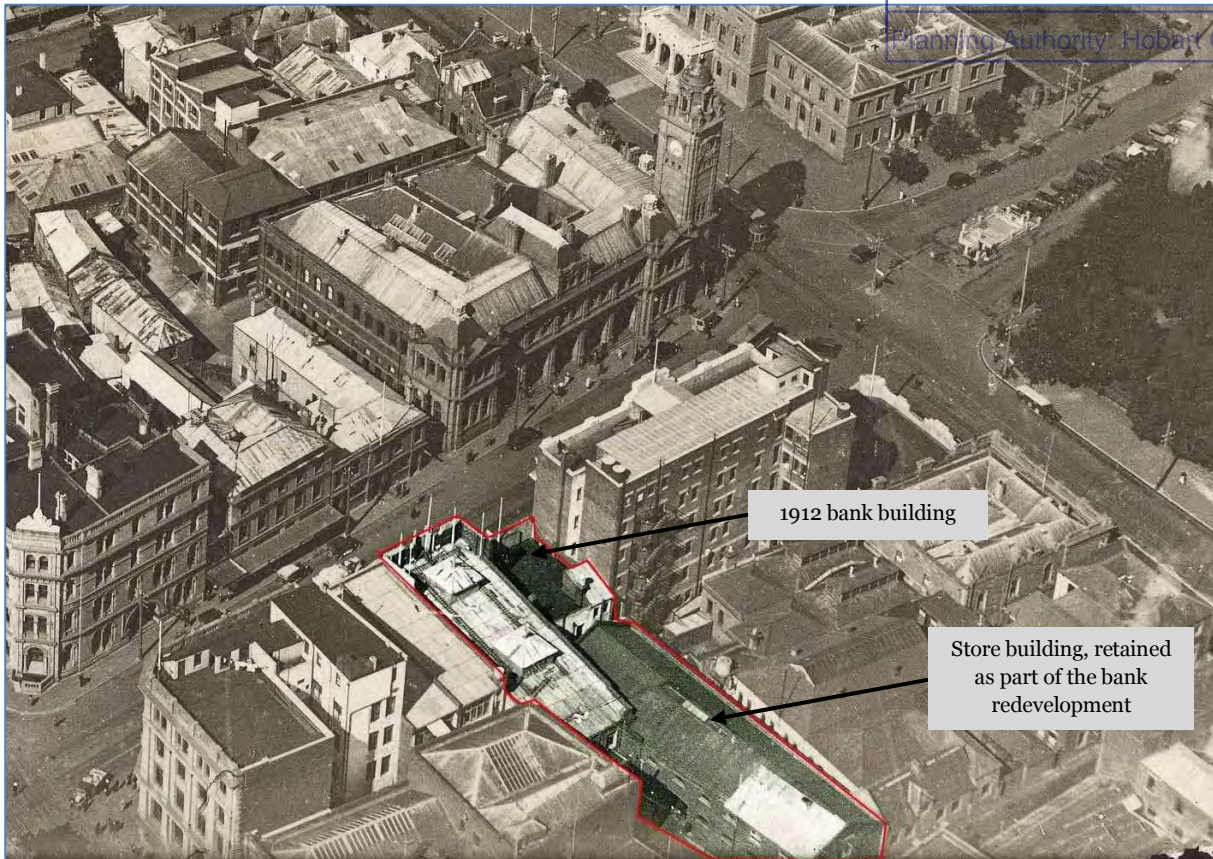 Planning Authority: Hobart
1912 bank building
Store building, retained
as part of the bank
redevelopment